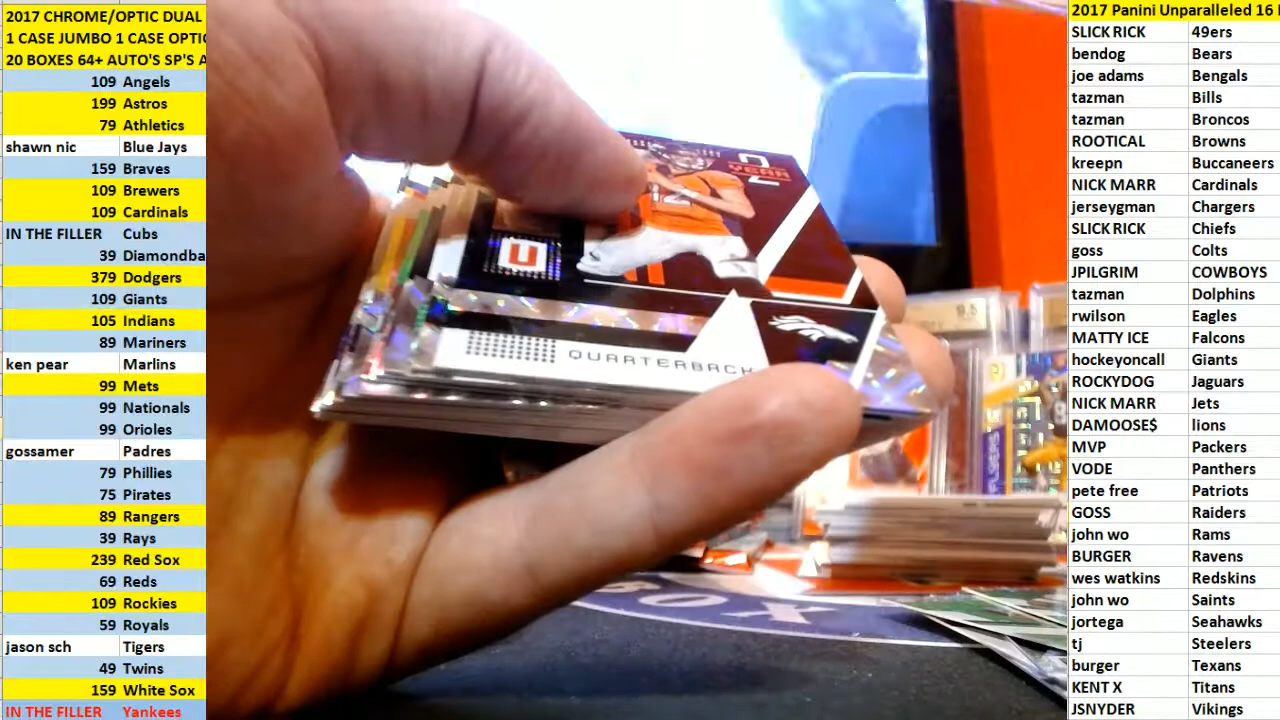 2017 CHROME/OPTIC DUAL
1 CASE JUMBO 1 CASE OPTIC
20 BOXES 64+ AUTO'S SP'S A
109 Angels
199 Astros
79 Athletics
shawn nic Blue Jays
159 Braves
109 Brewers
109 Cardinals
IN THE FILLER Cubs
39 Diamondba
379 Dodgers
109 Giants
105 Indians
89 Mariners
ken pear Marlins
99 Mets
99 Nationals
99 Orioles
gossamer Padres
79 Phillies
75 Pirates
89 Rangers
39 Rays
239 Red Sox
69 Reds
109 Rockies
59 Royals
jason sch Tigers
49 Twins
159 White Sox
IN THE FILLER Yankees
YEAR
12
U
QUARTERBACK
BOX
2017 Panini Unparalleled 16
SLICK RICK 49ers
bendog Bears
joe adams Bengals
tazman Bills
tazman Broncos
ROOTICAL Browns
kreepn Buccaneers
NICK MARR Cardinals
jerseygman Chargers
SLICK RICK Chiefs
goss Colts
JPILGRIM COWBOYS
tazman Dolphins
rwilson Eagles
MATTY ICE Falcons
hockeyoncall Giants
ROCKYDOG Jaguars
NICK MARR Jets
DAMOOSE$ lions
MVP Packers
VODE Panthers
pete free Patriots
GOSS Raiders
john wo Rams
BURGER Ravens
wes watkins Redskins
john wo Saints
jortega Seahawks
tj Steelers
burger Texans
KENT X Titans
JSNYDER Vikings